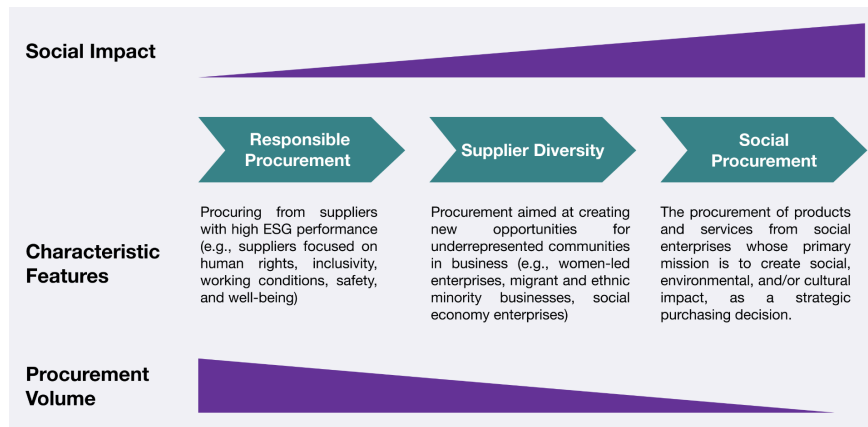 Social Impact
Responsible
Procurement
Supplier Diversity
Social
Procurement
Characteristic
Features
Procuring from suppliers
with high ESG performance
(e.g., suppliers focused on
human rights, inclusivity,
working conditions, safety,
and well-being)
Procurement aimed at creating
new opportunities for
underrepresented communities
in business (e.g., women-led
enterprises, migrant and ethnic
minority businesses, social
economy enterprises)
The procurement of products
and services from social
enterprises whose primary
mission is to create social,
environmental, and/or cultural
impact, as a strategic
purchasing decision.
Procurement
Volume